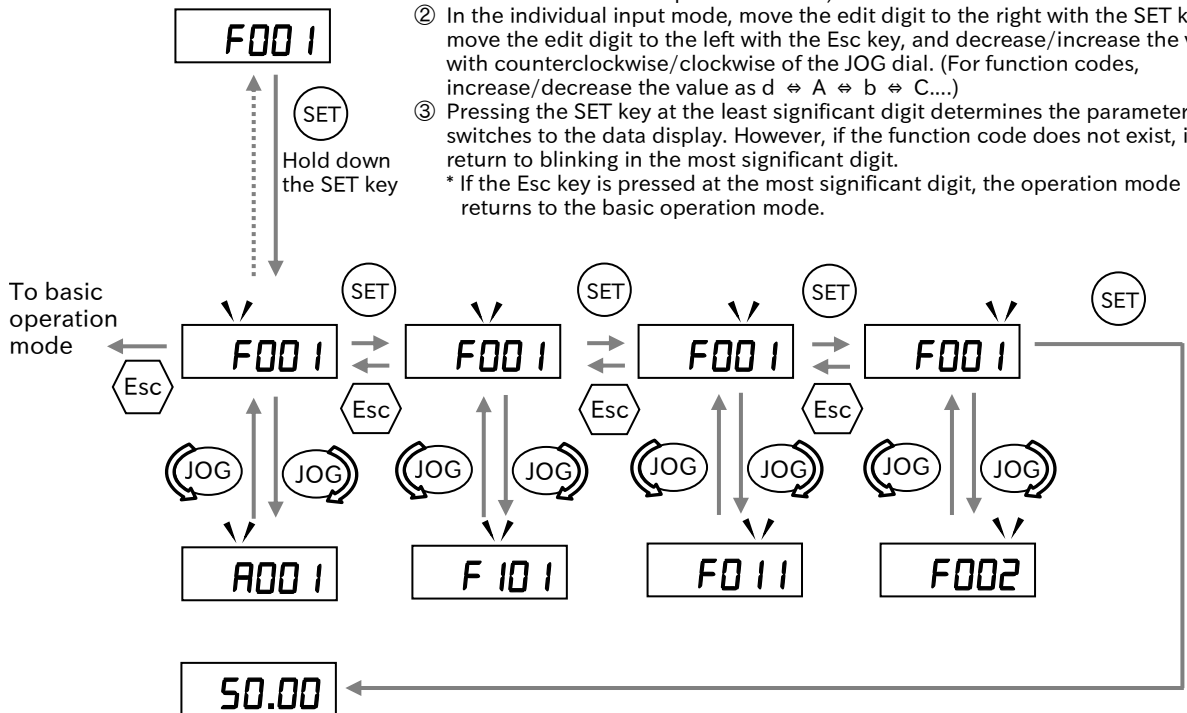 ② In the individual input mode, move the edit digit to the right with the SET
move the edit digit to the left with the Esc key, and decrease/increase the
with counterclockwise/clockwise of the JOG dial. (For function codes,
increase/decrease the value as d ⇔ A ⇔ b ⇔ C....)
③ Pressing the SET key at the least significant digit determines the parameter
switches to the data display. However, if the function code does not exist,
return to blinking in the most significant digit.
* If the Esc key is pressed at the most significant digit, the operation mode
returns to the basic operation mode.
F001
SET
Hold down
the SET key
To basic
operation
mode
SET
SET
SET
SET
F001
F001
F001
F001
Esc
Esc
Esc
Esc
JOG
JOG
JOG
JOG
JOG
JOG
JOG
JOG
A001
F101
F011
F002
50.00